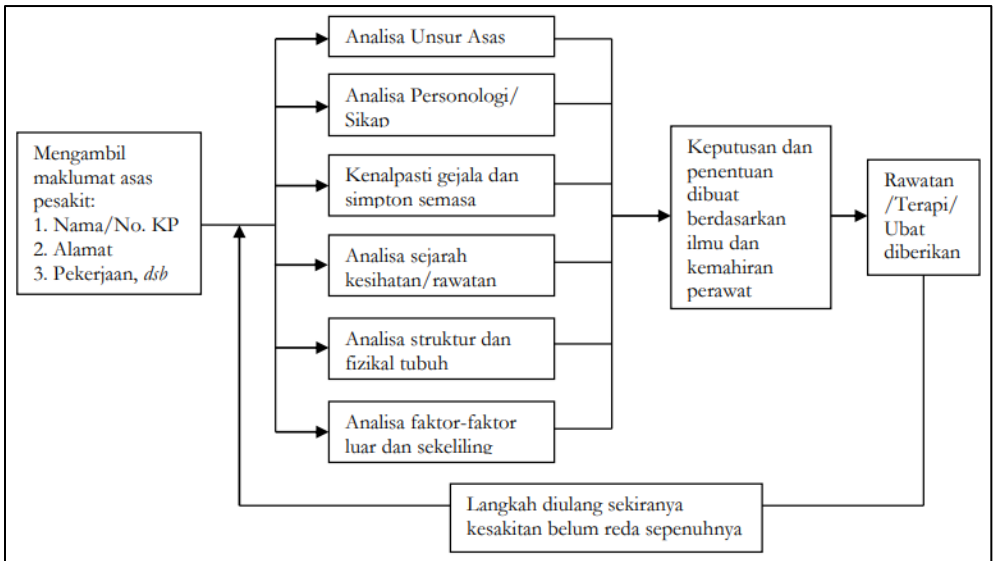 Mengambil
maklumat asas
pesakit:
1. Nama/No. KP
2. Alamat
3. Pekerjaan, dsb
Analisa Unsur Asas
Analisa Personologi/
Sikap
Kenalpasti gejala dan
simpton semasa
Analisa sejarah
kesihatan/rawatan
Analisa struktur dan
fizikal tubuh
Analisa faktor-faktor
luar dan sekeliling
Keputusan dan
penentuan
dibuat
berdasarkan
ilmu dan
kemahiran
perawat
Rawatan
/Terapi/
Ubat
diberikan
Langkah diulang sekiranya
kesakitan belum reda sepenuhnya